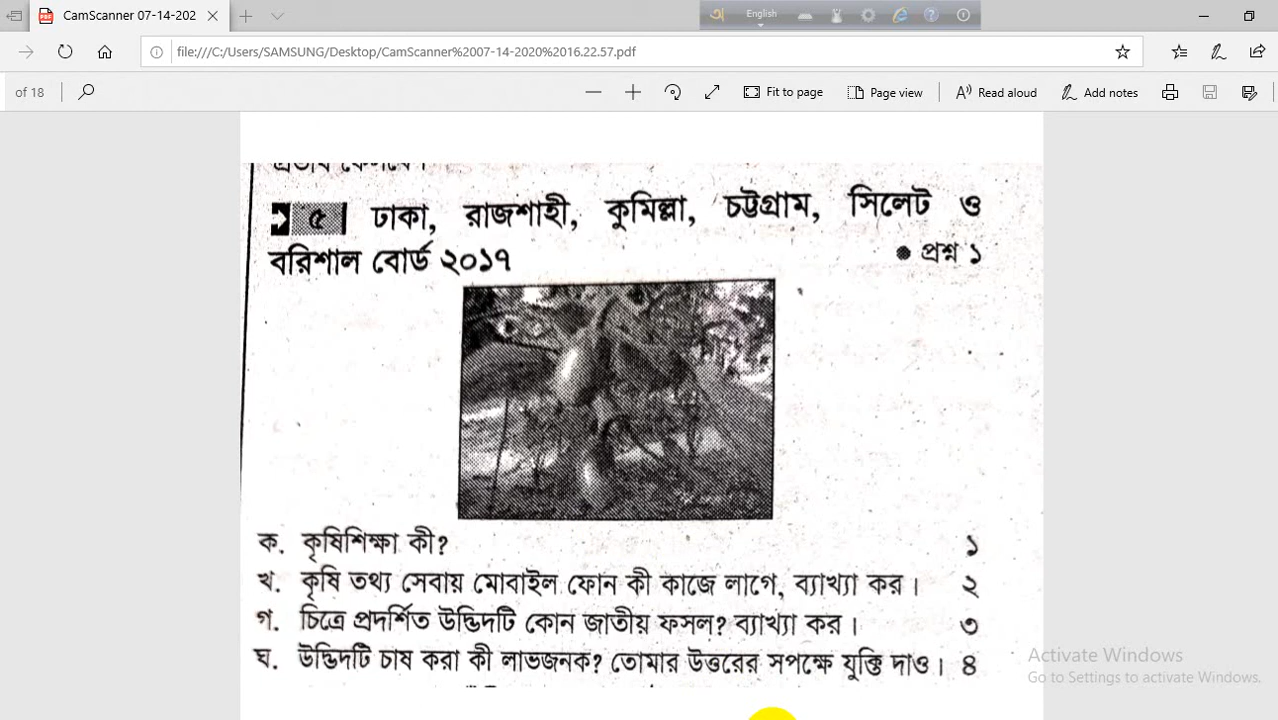 CamScanner 07-14-202
English
file:///C:/Users/SAMSUNG/Desktop/CamScanner%2007-14-2020%2016.22.57.pdf
of 18
Fit to page
Page view
Read aloud
Add notes
৫ ঢাকা, রাজশাহী, কুমিল্লা, চট্টগ্রাম, সিলেট ও
বরিশাল বোর্ড ২০১৭ ● প্রশ্ন ১
ক. কৃষিশিক্ষা কী? ১
খ. কৃষি তথ্য সেবায় মোবাইল ফোন কী কাজে লাগে, ব্যাখ্যা কর। ২
গ. চিত্রে প্রদর্শিত উদ্ভিদটি কোন জাতীয় ফসল? ব্যাখ্যা কর। ৩
ঘ. উদ্ভিদটি চাষ করা কী লাভজনক? তোমার উত্তরের সপক্ষে যুক্তি দাও। ৪
Activate Windows
Go to Settings to activate Windows.